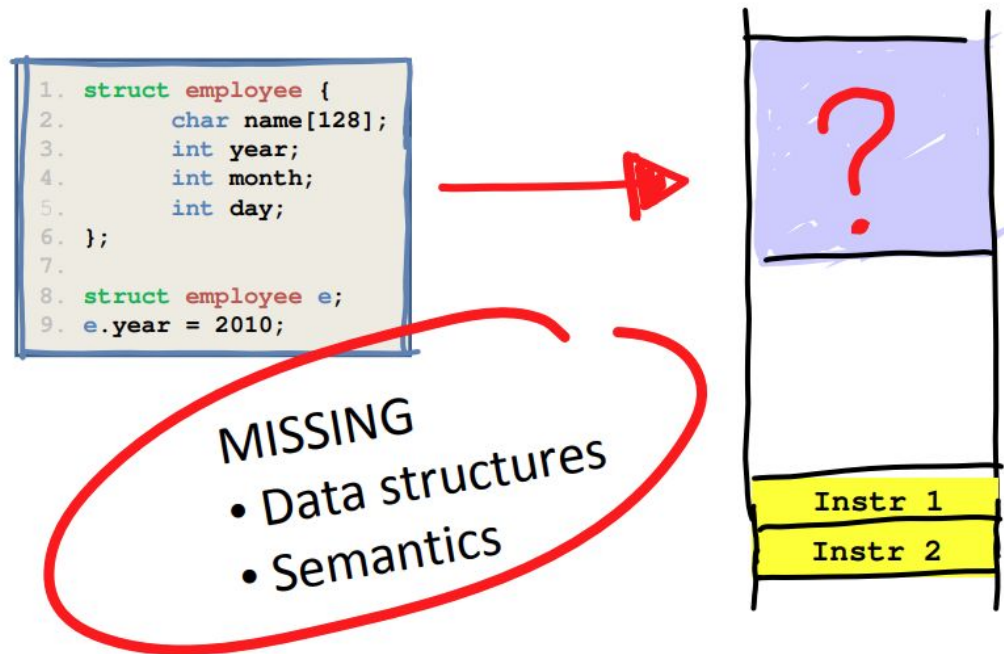 1. struct employee {
2. char name[128];
3. int year;
4. int month;
5. int day;
6. };
7.
8. struct employee e;
9. e.year = 2010;
?
MISSING
• Data structures
• Semantics
Instr 1
Instr 2